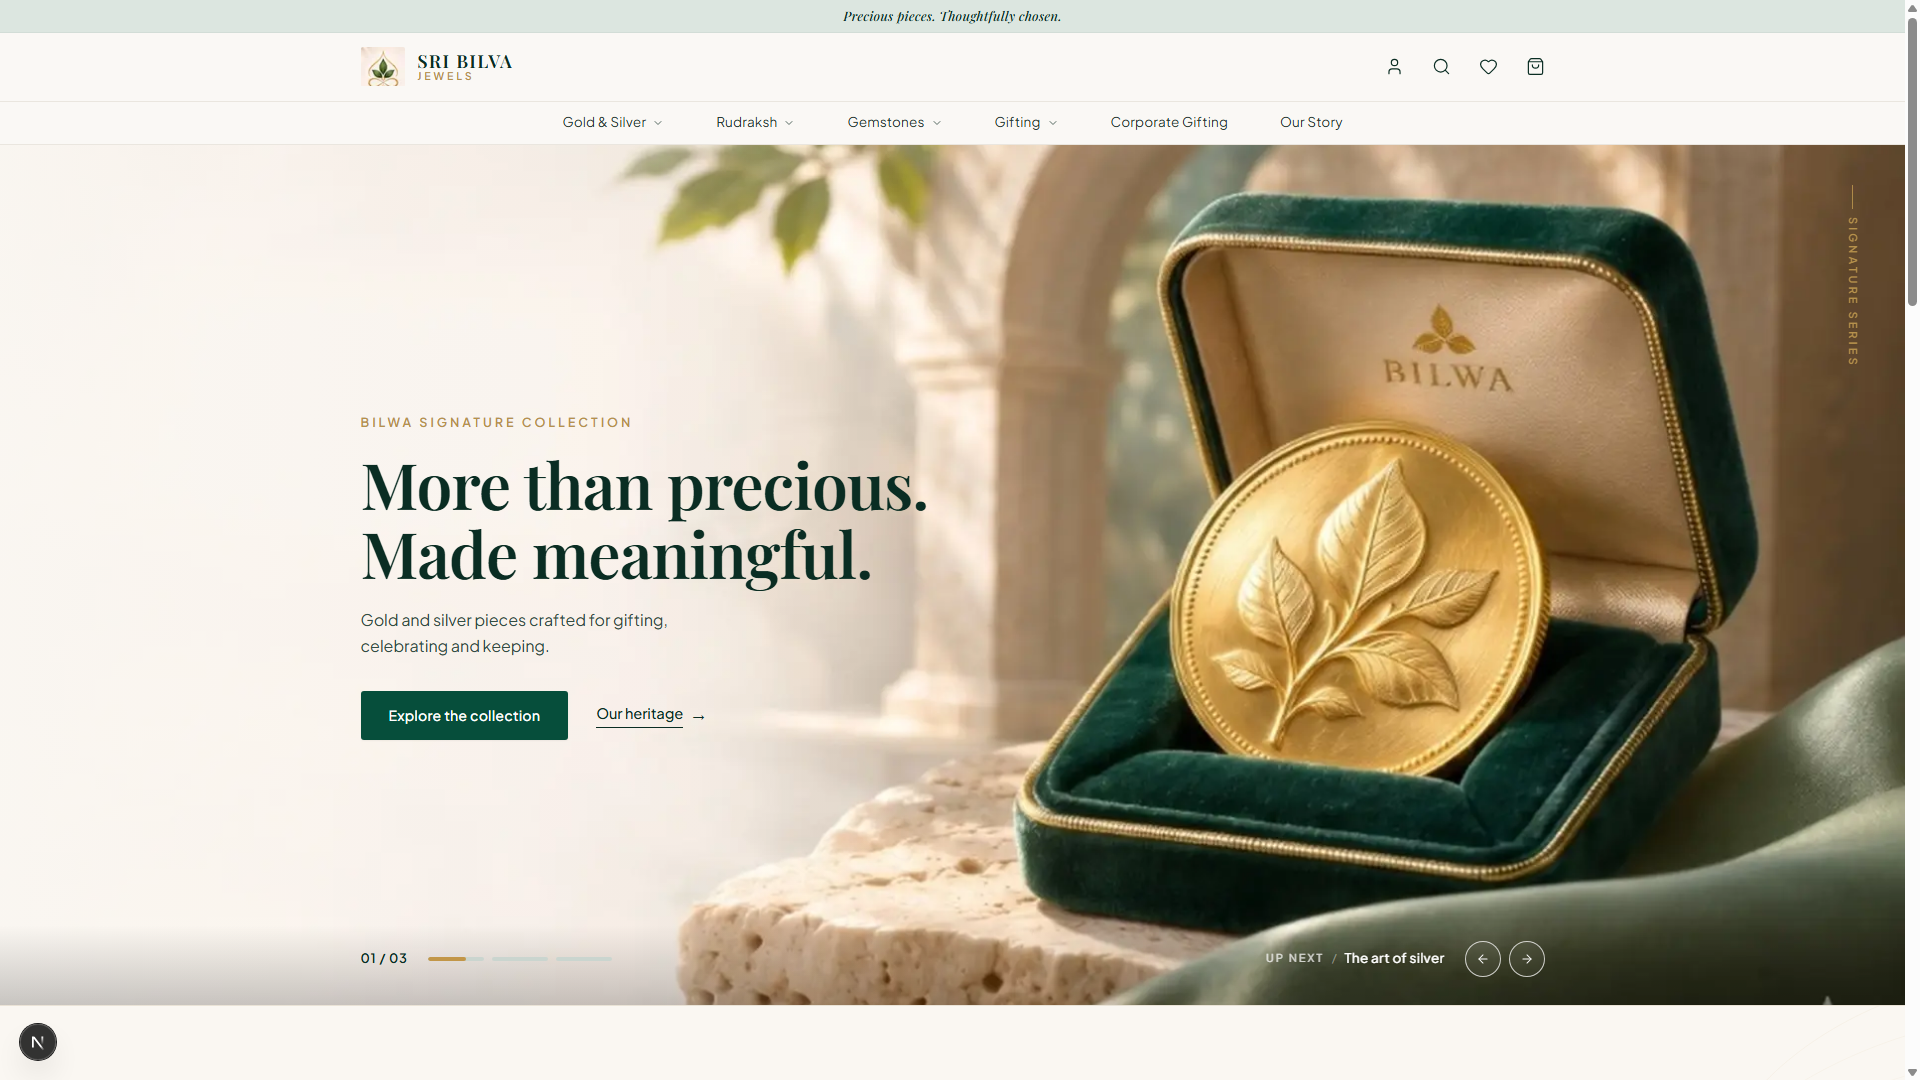 Precious pieces. Thoughtfully chosen.
SRI BILVA
JEWELS
Gold & Silver
Rudraksh
Gemstones
Gifting
Corporate Gifting
Our Story
SIGNATURE SERIES
BILWA
BILWA SIGNATURE COLLECTION
More than precious.
Made meaningful.
Gold and silver pieces crafted for gifting,
celebrating and keeping.
Explore the collection
Our heritage →
01 / 03
UP NEXT / The art of silver
N